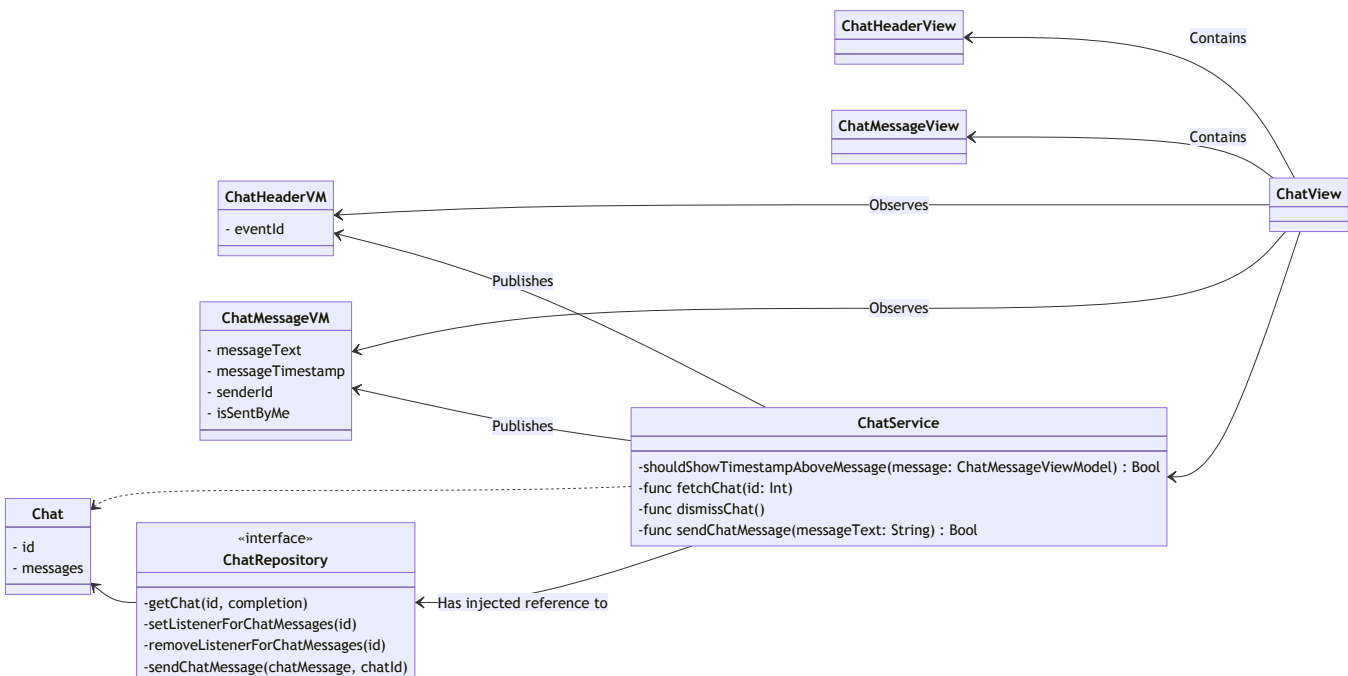 ChatHeaderView
Contains
ChatMessageView
Contains
ChatView
ChatHeaderVM
- eventId
Observes
Publishes
ChatMessageVM
- messageText
- messageTimestamp
- senderId
- isSentByMe
Observes
Publishes
ChatService
-shouldShowTimestampAboveMessage(message: ChatMessageViewModel) : Bool
-func fetchChat(id: Int)
-func dismissChat()
-func sendChatMessage(messageText: String) : Bool
Chat
- id
- messages
«interface»
ChatRepository
-getChat(id, completion)
-setListenerForChatMessages(id)
-removeListenerForChatMessages(id)
-sendChatMessage(chatMessage, chatId)
Has injected reference to